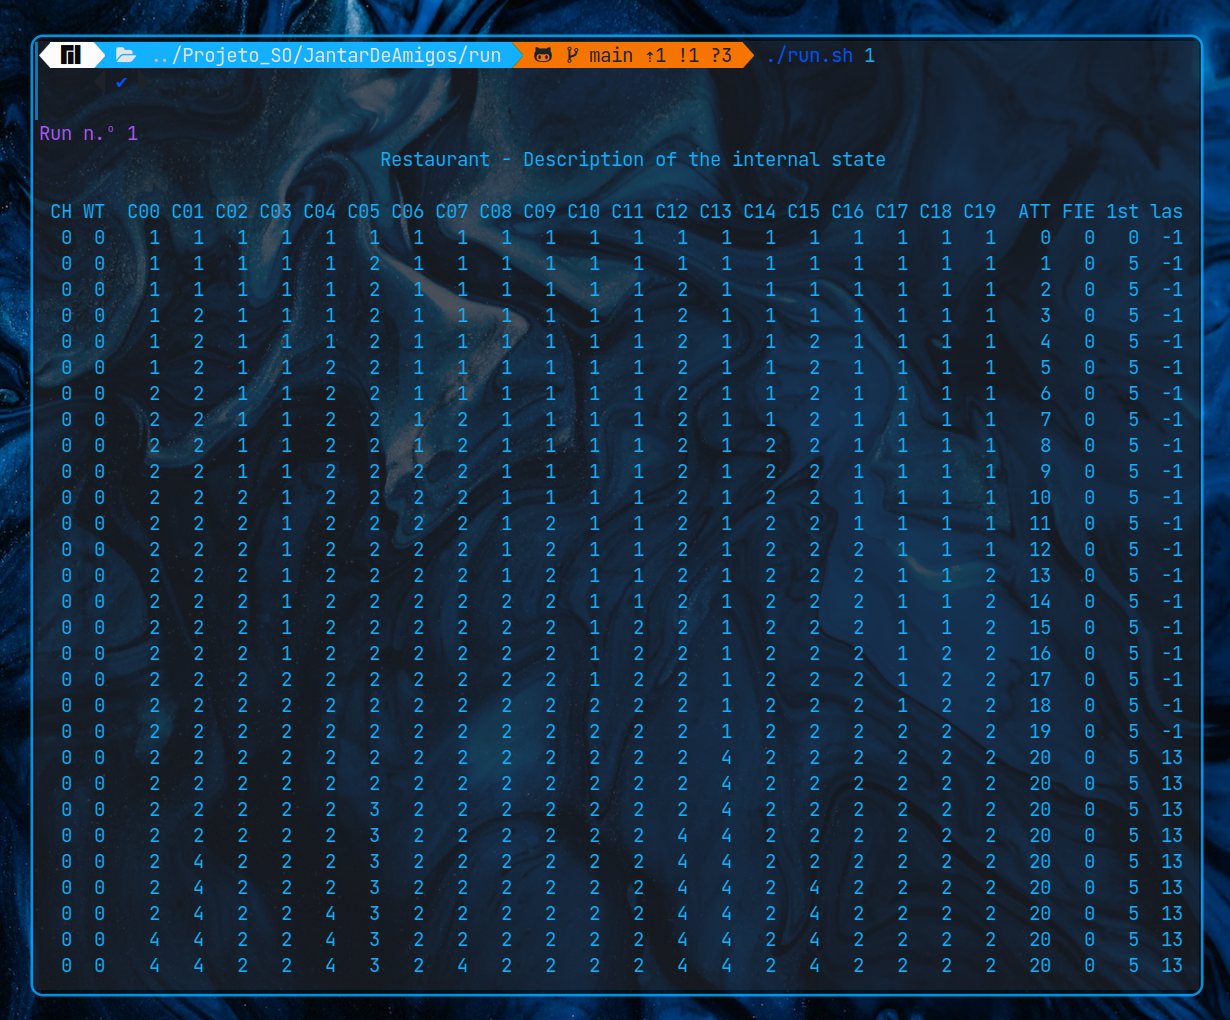 ../Projeto_SO/JantarDeAmigos/run main ⇡1 !1 ?3 ./run.sh 1
✔
Run n.º 1
Restaurant - Description of the internal state
CH WT C00 C01 C02 C03 C04 C05 C06 C07 C08 C09 C10 C11 C12 C13 C14 C15 C16 C17 C18 C19 ATT FIE 1st las
0 0 1 1 1 1 1 1 1 1 1 1 1 1 1 1 1 1 1 1 1 1 0 0 0 -1
0 0 1 1 1 1 1 2 1 1 1 1 1 1 1 1 1 1 1 1 1 1 1 0 5 -1
0 0 1 1 1 1 1 2 1 1 1 1 1 1 2 1 1 1 1 1 1 1 2 0 5 -1
0 0 1 2 1 1 1 2 1 1 1 1 1 1 2 1 1 1 1 1 1 1 3 0 5 -1
0 0 1 2 1 1 1 2 1 1 1 1 1 1 2 1 1 2 1 1 1 1 4 0 5 -1
0 0 1 2 1 1 2 2 1 1 1 1 1 1 2 1 1 2 1 1 1 1 5 0 5 -1
0 0 2 2 1 1 2 2 1 1 1 1 1 1 2 1 1 2 1 1 1 1 6 0 5 -1
0 0 2 2 1 1 2 2 1 2 1 1 1 1 2 1 1 2 1 1 1 1 7 0 5 -1
0 0 2 2 1 1 2 2 1 2 1 1 1 1 2 1 2 2 1 1 1 1 8 0 5 -1
0 0 2 2 1 1 2 2 2 2 1 1 1 1 2 1 2 2 1 1 1 1 9 0 5 -1
0 0 2 2 2 1 2 2 2 2 1 1 1 1 2 1 2 2 1 1 1 1 10 0 5 -1
0 0 2 2 2 1 2 2 2 2 1 2 1 1 2 1 2 2 1 1 1 1 11 0 5 -1
0 0 2 2 2 1 2 2 2 2 1 2 1 1 2 1 2 2 2 1 1 1 12 0 5 -1
0 0 2 2 2 1 2 2 2 2 1 2 1 1 2 1 2 2 2 1 1 2 13 0 5 -1
0 0 2 2 2 1 2 2 2 2 2 2 1 1 2 1 2 2 2 1 1 2 14 0 5 -1
0 0 2 2 2 1 2 2 2 2 2 2 1 2 2 1 2 2 2 1 1 2 15 0 5 -1
0 0 2 2 2 1 2 2 2 2 2 2 1 2 2 1 2 2 2 1 2 2 16 0 5 -1
0 0 2 2 2 2 2 2 2 2 2 2 1 2 2 1 2 2 2 1 2 2 17 0 5 -1
0 0 2 2 2 2 2 2 2 2 2 2 2 2 2 1 2 2 2 1 2 2 18 0 5 -1
0 0 2 2 2 2 2 2 2 2 2 2 2 2 2 1 2 2 2 2 2 2 19 0 5 -1
0 0 2 2 2 2 2 2 2 2 2 2 2 2 2 4 2 2 2 2 2 2 20 0 5 13
0 0 2 2 2 2 2 2 2 2 2 2 2 2 2 4 2 2 2 2 2 2 20 0 5 13
0 0 2 2 2 2 2 3 2 2 2 2 2 2 2 4 2 2 2 2 2 2 20 0 5 13
0 0 2 2 2 2 2 3 2 2 2 2 2 2 4 4 2 2 2 2 2 2 20 0 5 13
0 0 2 4 2 2 2 3 2 2 2 2 2 2 4 4 2 2 2 2 2 2 20 0 5 13
0 0 2 4 2 2 2 3 2 2 2 2 2 2 4 4 2 4 2 2 2 2 20 0 5 13
0 0 2 4 2 2 4 3 2 2 2 2 2 2 4 4 2 4 2 2 2 2 20 0 5 13
0 0 4 4 2 2 4 3 2 2 2 2 2 2 4 4 2 4 2 2 2 2 20 0 5 13
0 0 4 4 2 2 4 3 2 4 2 2 2 2 4 4 2 4 2 2 2 2 20 0 5 13